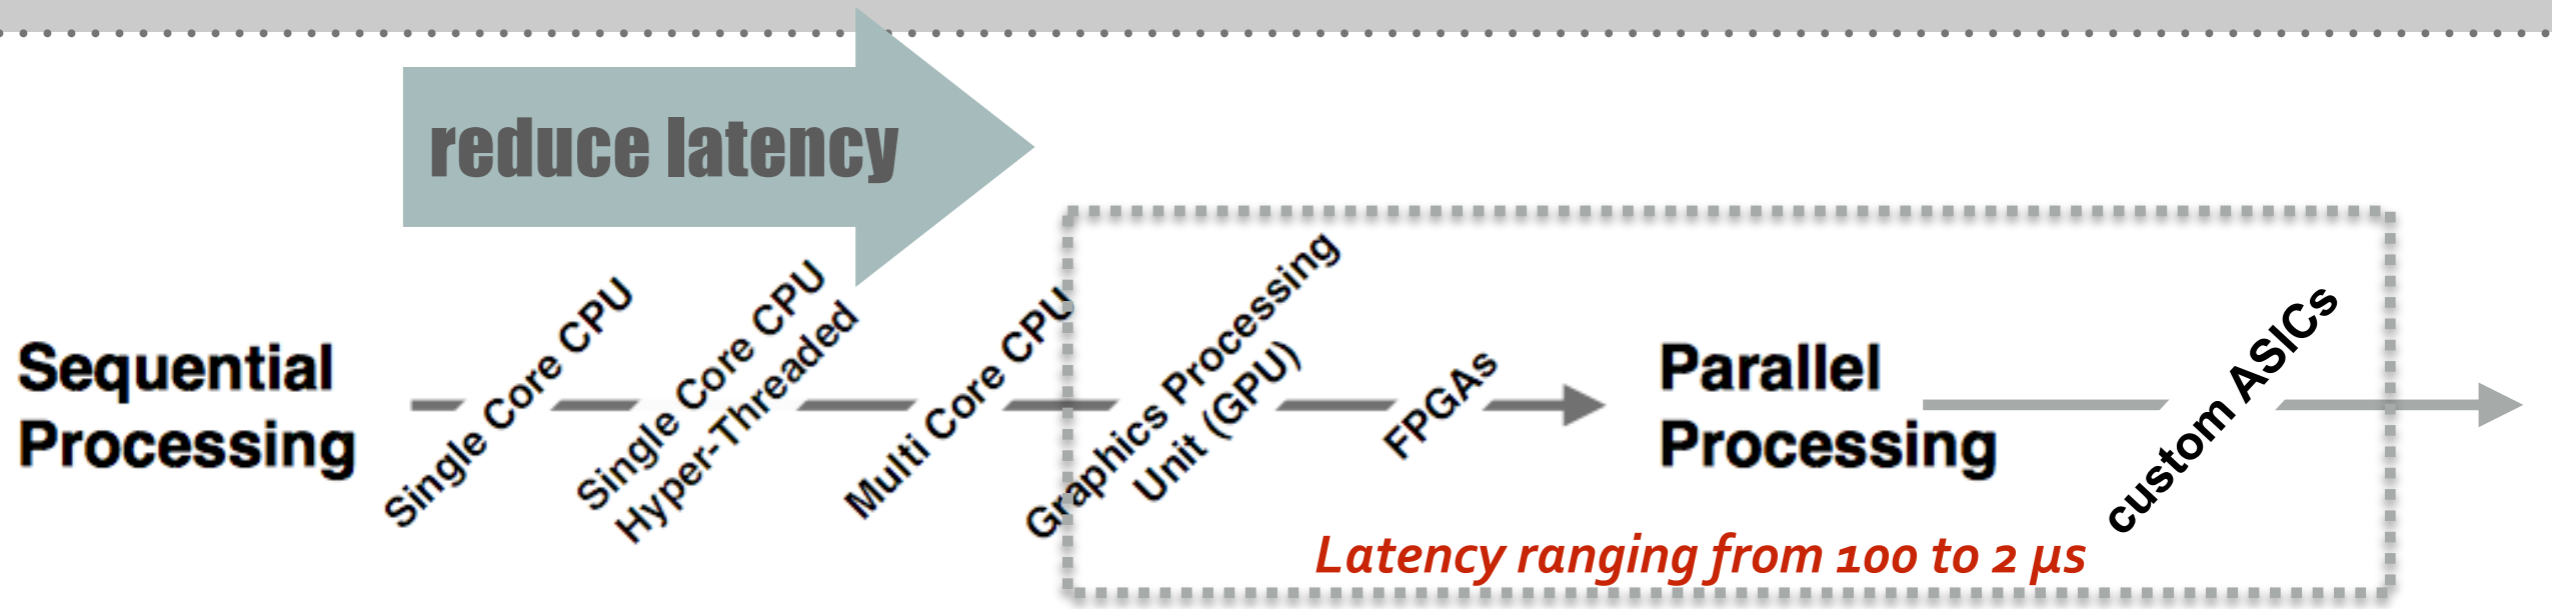 reduce latency
Sequential
Processing
Single Core CPU
Single Core CPU
Hyper-Threaded
Multi Core CPU
Graphics Processing
Unit (GPU)
FPGAs
Parallel
Processing
custom ASICs
Latency ranging from 100 to 2 μs